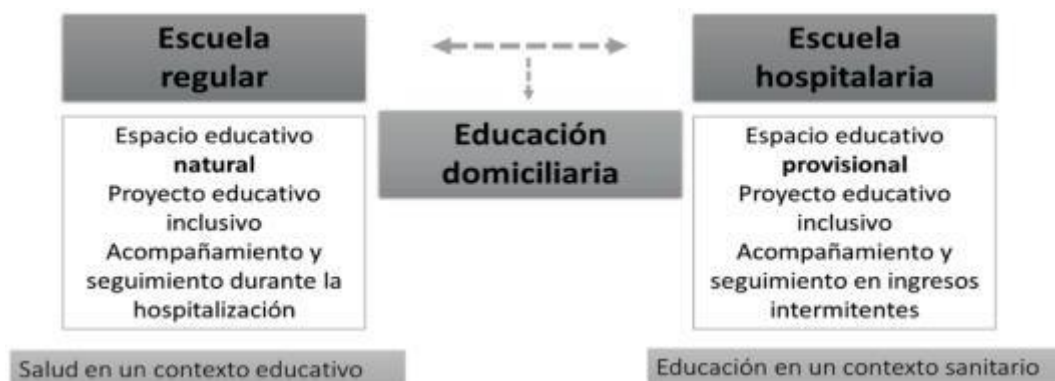 Escuela
regular
Espacio educativo
natural
Proyecto educativo
inclusivo
Acompañamiento y
seguimiento durante la
hospitalización
Salud en un contexto educativo
Educación
domiciliaria
Escuela
hospitalaria
Espacio educativo
provisional
Proyecto educativo
inclusivo
Acompañamiento y
seguimiento en ingresos
intermitentes
Educación en un contexto sanitario